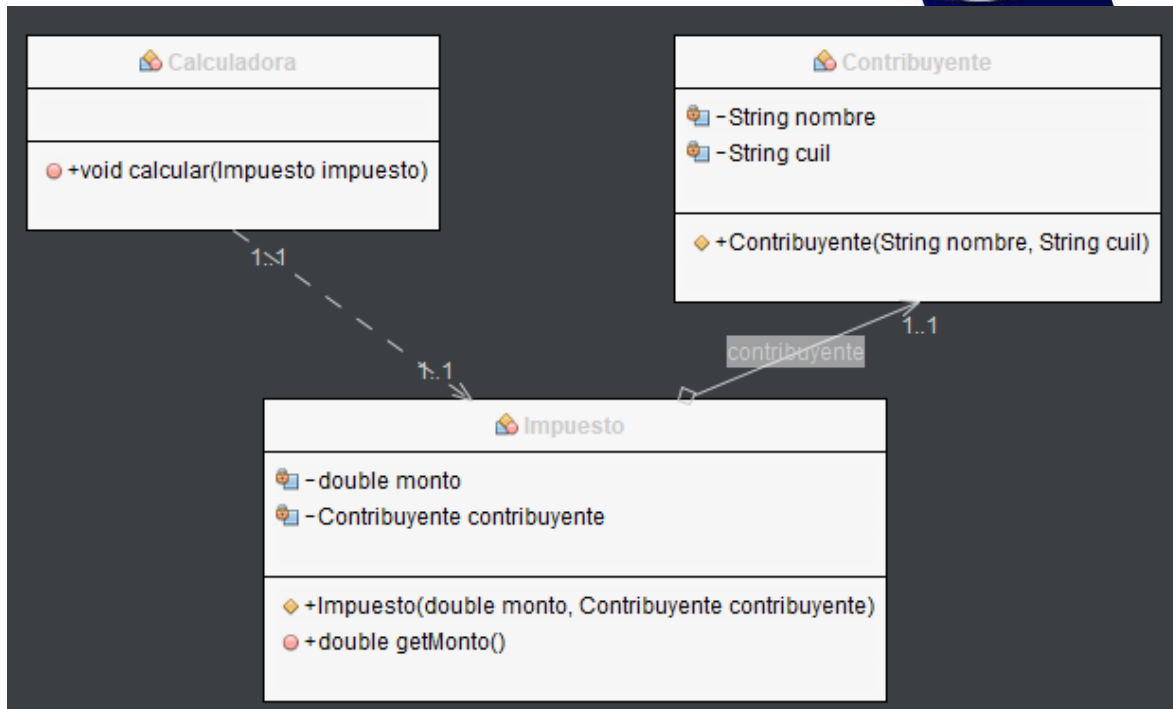 Calculadora
+void calcular(Impuesto impuesto)
Contribuyente
-String nombre
-String cuil
+Contribuyente(String nombre, String cuil)
1..1
1..1
contribuyente
1..1
Impuesto
-double monto
-Contribuyente contribuyente
+Impuesto(double monto, Contribuyente contribuyente)
+double getMonto()